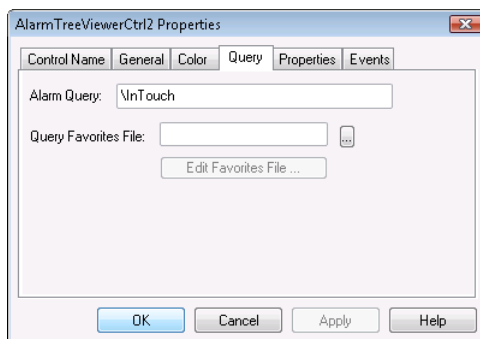 AlarmTreeViewerCtrl2 Properties
Control Name General Color Query Properties Events
Alarm Query: \InTouch
Query Favorites File: ...
Edit Favorites File ...
OK Cancel Apply Help